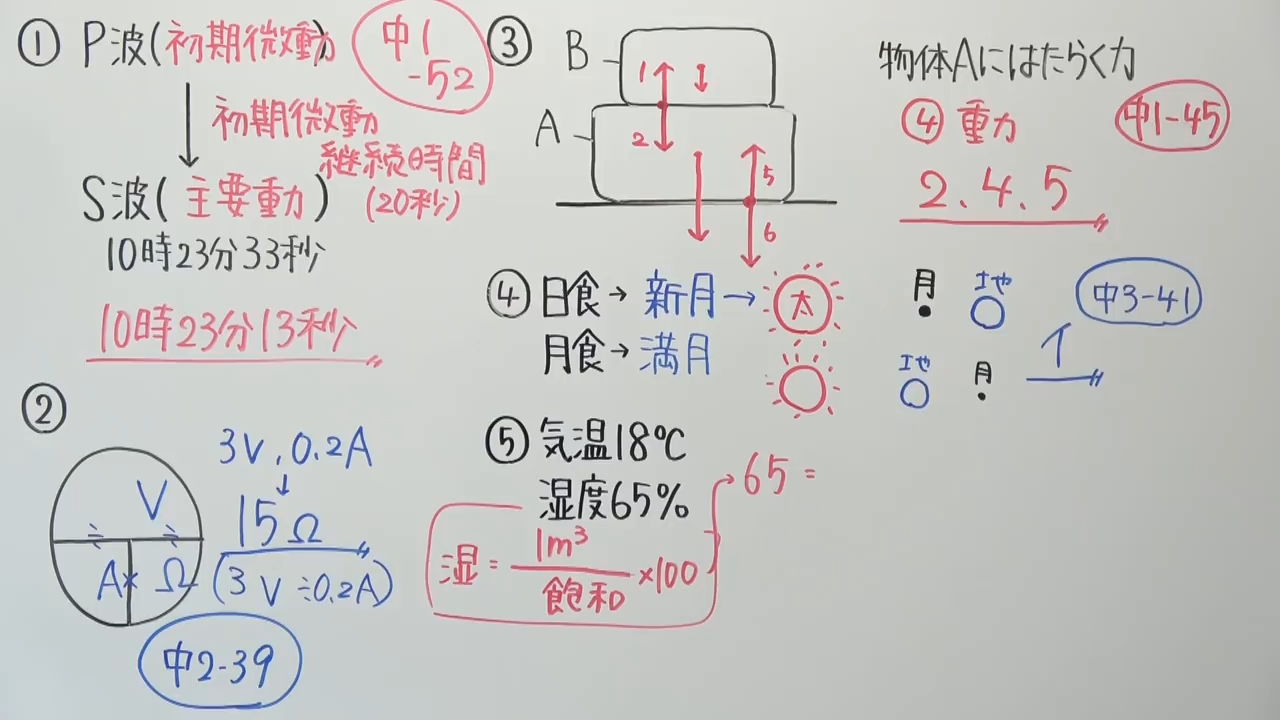 ① P波(初期微動)
中1
-52
初期微動
継続時間
(20秒)
S波(主要動)
10時23分33秒
10時23分13秒
②
3V,0.2A
15Ω
(3V÷0.2A)
V
A× Ω
÷ ÷
中2-39
③
B
A
1
2
5
6
物体Aにはたらく力
④ 重力
中1-45
2.4.5
④ 日食→新月→
太
月 地
中3-41
月食→満月
地 月
⑤ 気温18℃
湿度65%
湿=1m³/飽和×100
65=